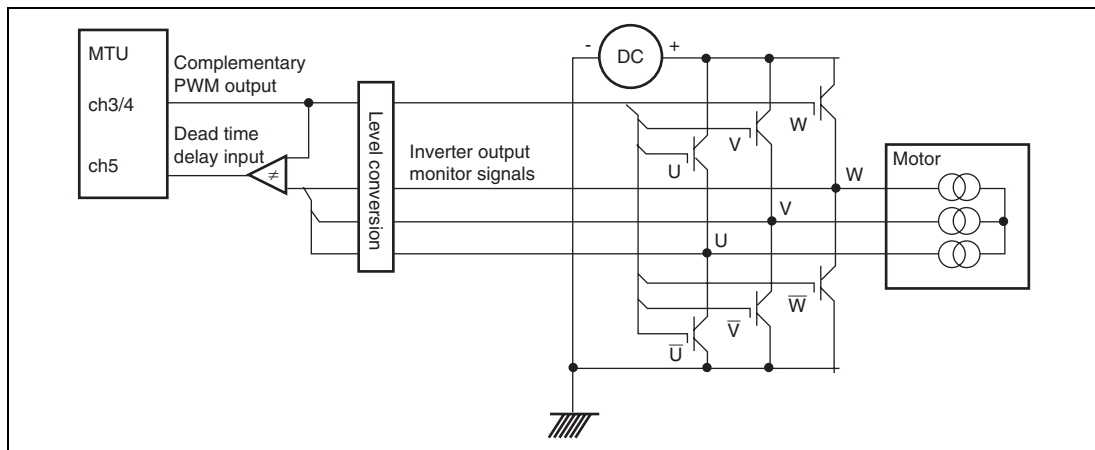 MTU
ch3/4
ch5
Complementary
PWM output
Dead time
delay input
≠
Level conversion
Inverter output
monitor signals
- DC +
U
V
W
U
V
W
U̅
V̅
W̅
Motor